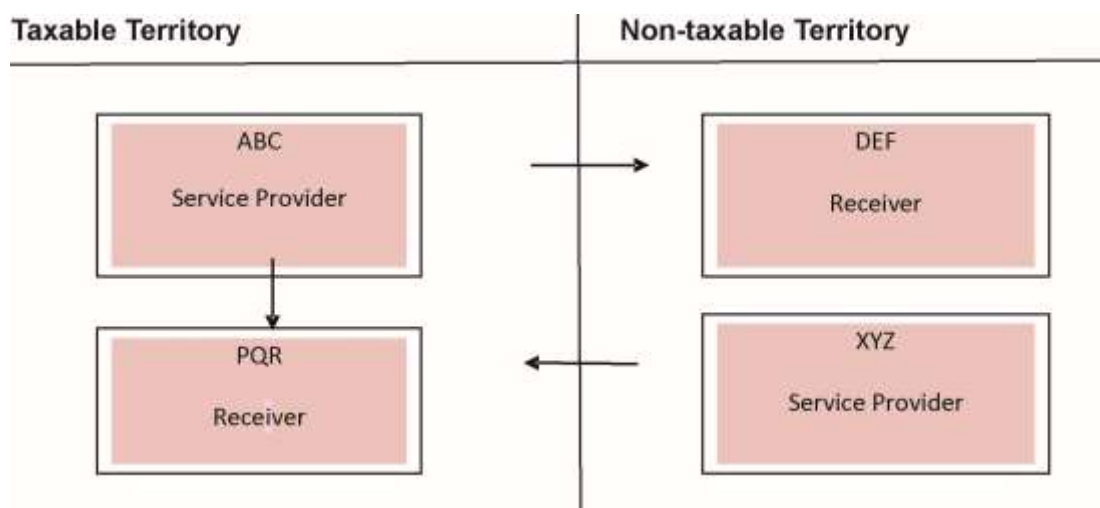 Taxable Territory
Non-taxable Territory
ABC
Service Provider
DEF
Receiver
PQR
Receiver
XYZ
Service Provider